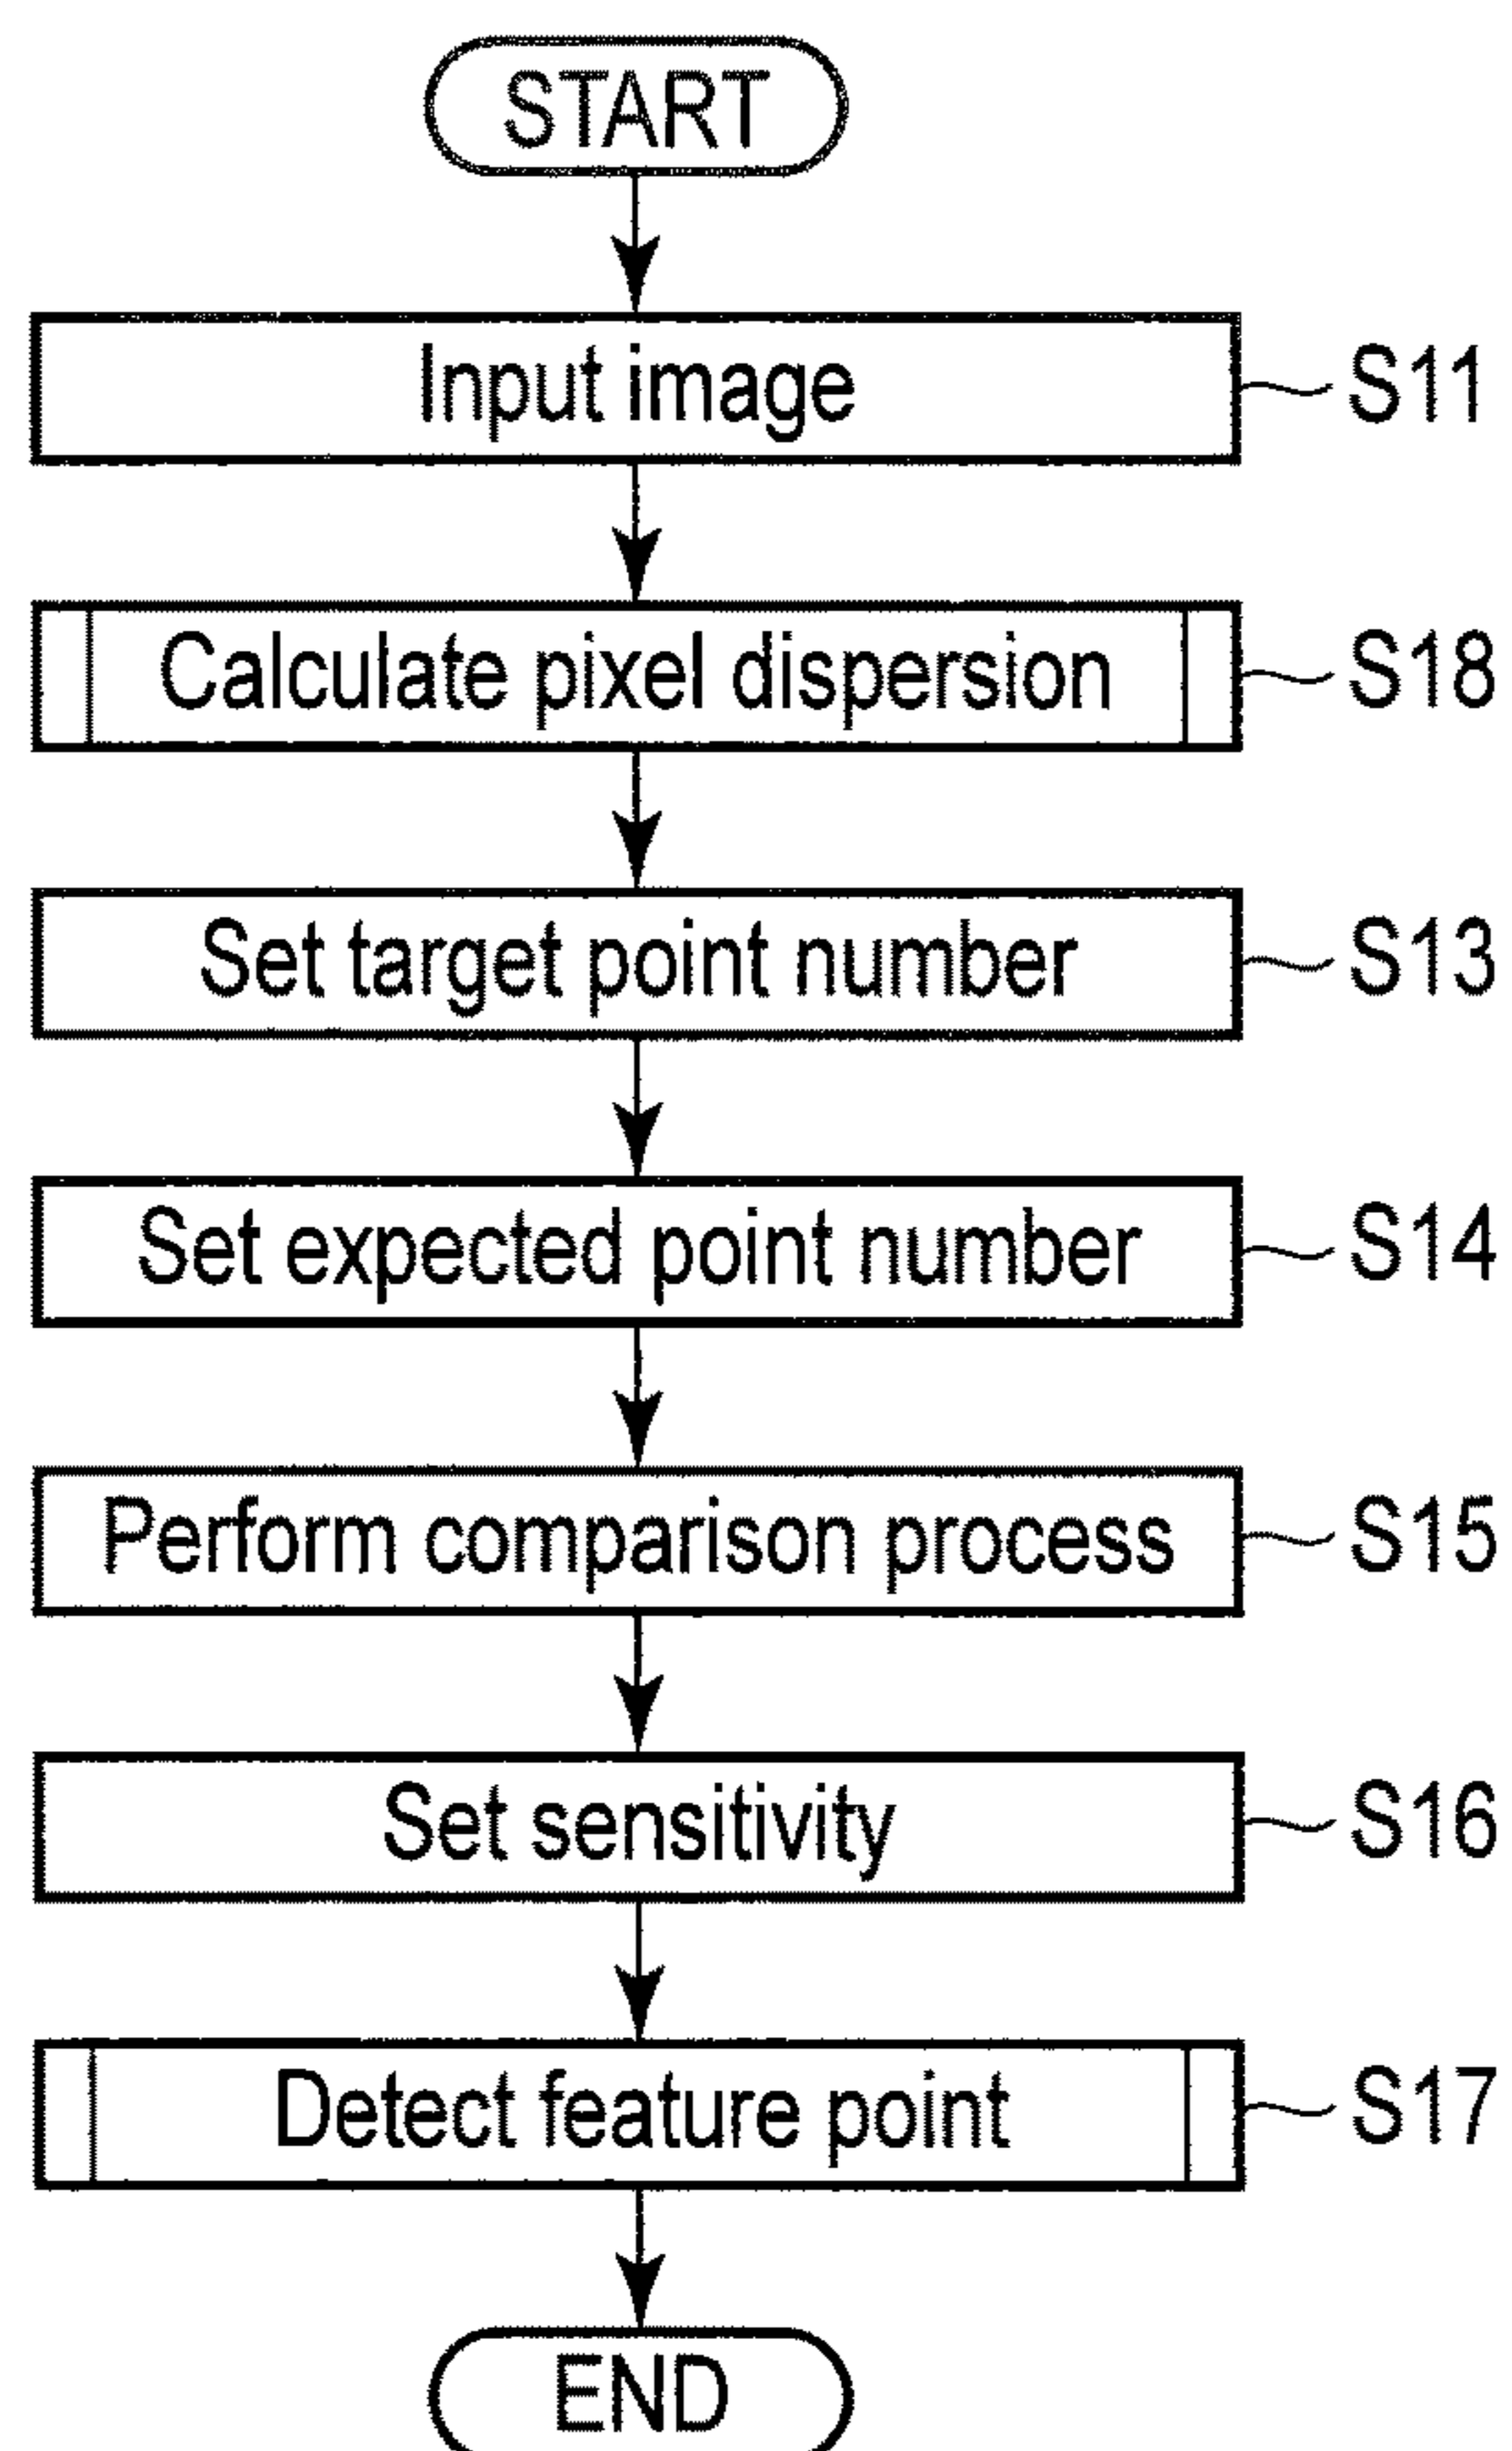 START
Input image S11
Calculate pixel dispersion S18
Set target point number S13
Set expected point number S14
Perform comparison process S15
Set sensitivity S16
Detect feature point S17
END